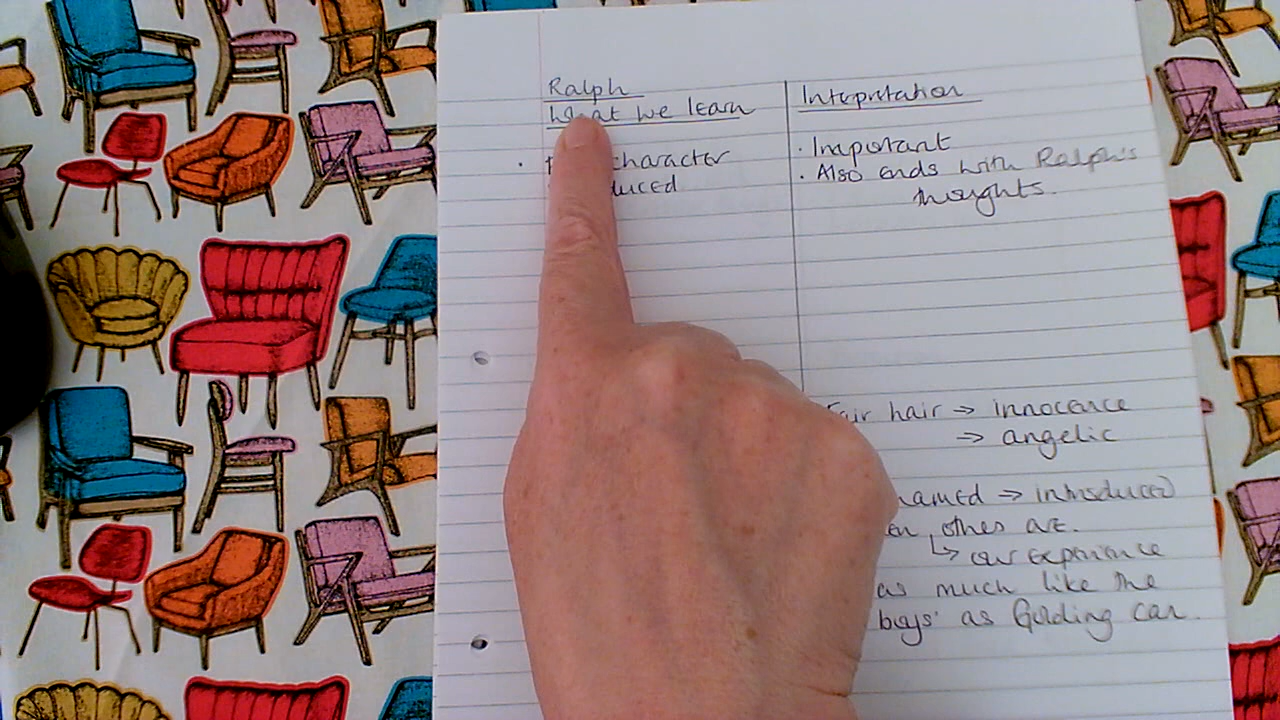 Ralph
What we learn
Interpretation
· character
· Important
· Also ends with Ralph's
thoughts.
Fair hair → innocence
→ angelic
named → introduced
others are.
↳ our experience
as much like the
boys' as Golding can.